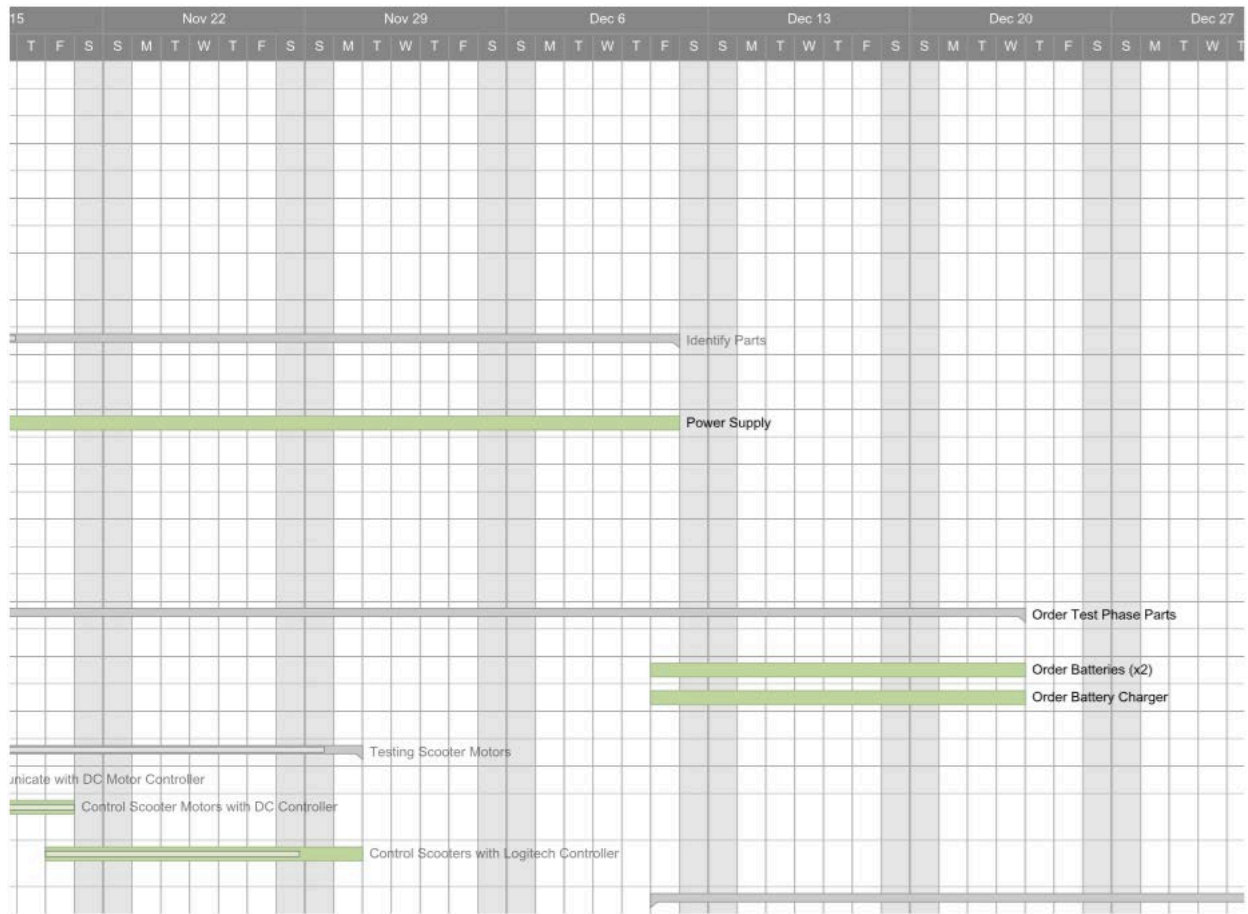 15 Nov 22 Nov 29 Dec 6 Dec 13 Dec 20 Dec 27
T F S S M T W T F S S M T W T F S S M T W T F S S M T W T F S S M T W T F S S M T W T
Identify Parts
Power Supply
Order Test Phase Parts
Order Batteries (x2)
Order Battery Charger
Testing Scooter Motors
unicate with DC Motor Controller
Control Scooter Motors with DC Controller
Control Scooters with Logitech Controller